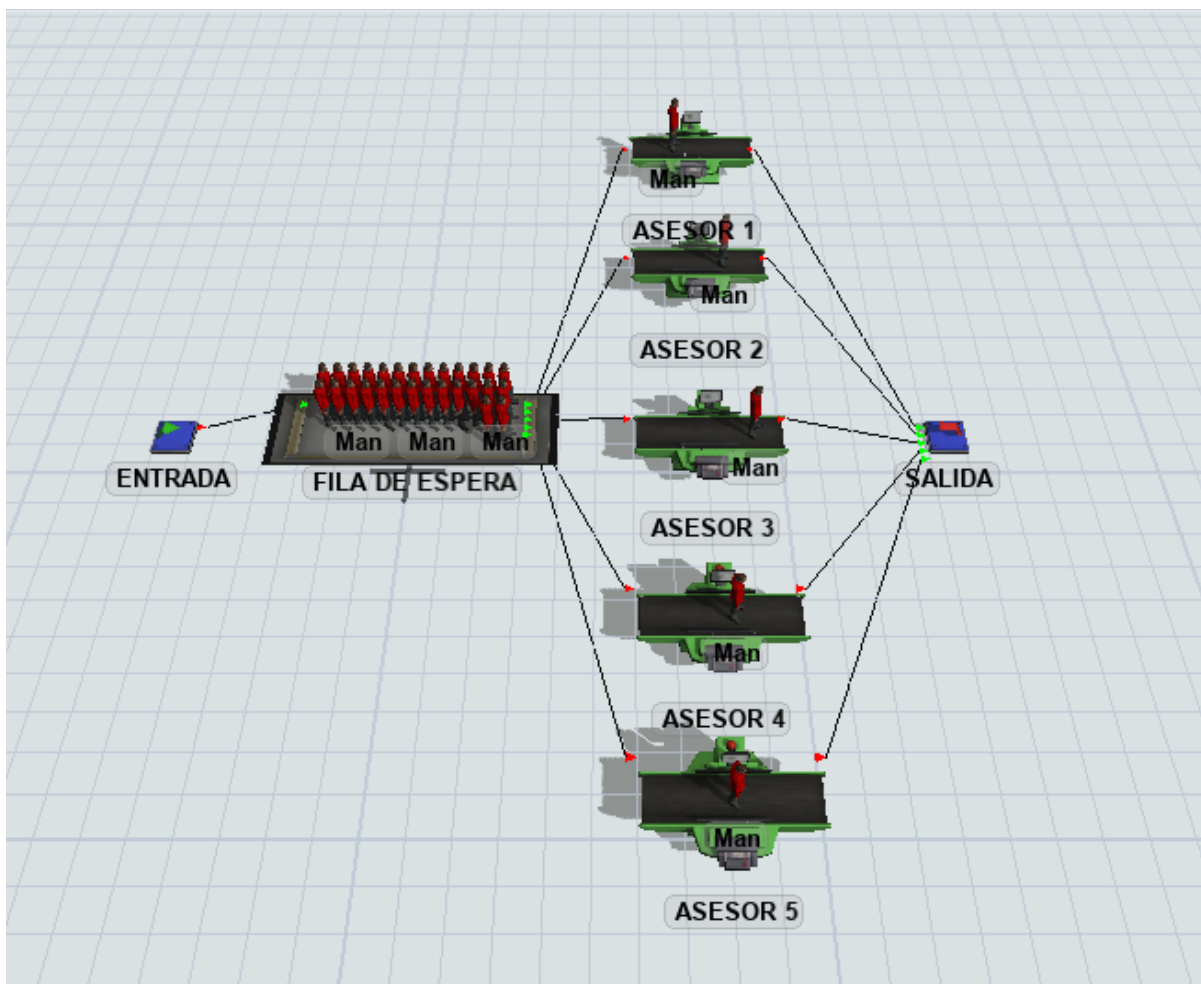 Man
ASESOR 1
Man
ASESOR 2
Man Man Man
ENTRADA
FILA DE ESPERA
Man
SALIDA
ASESOR 3
Man
ASESOR 4
Man
ASESOR 5